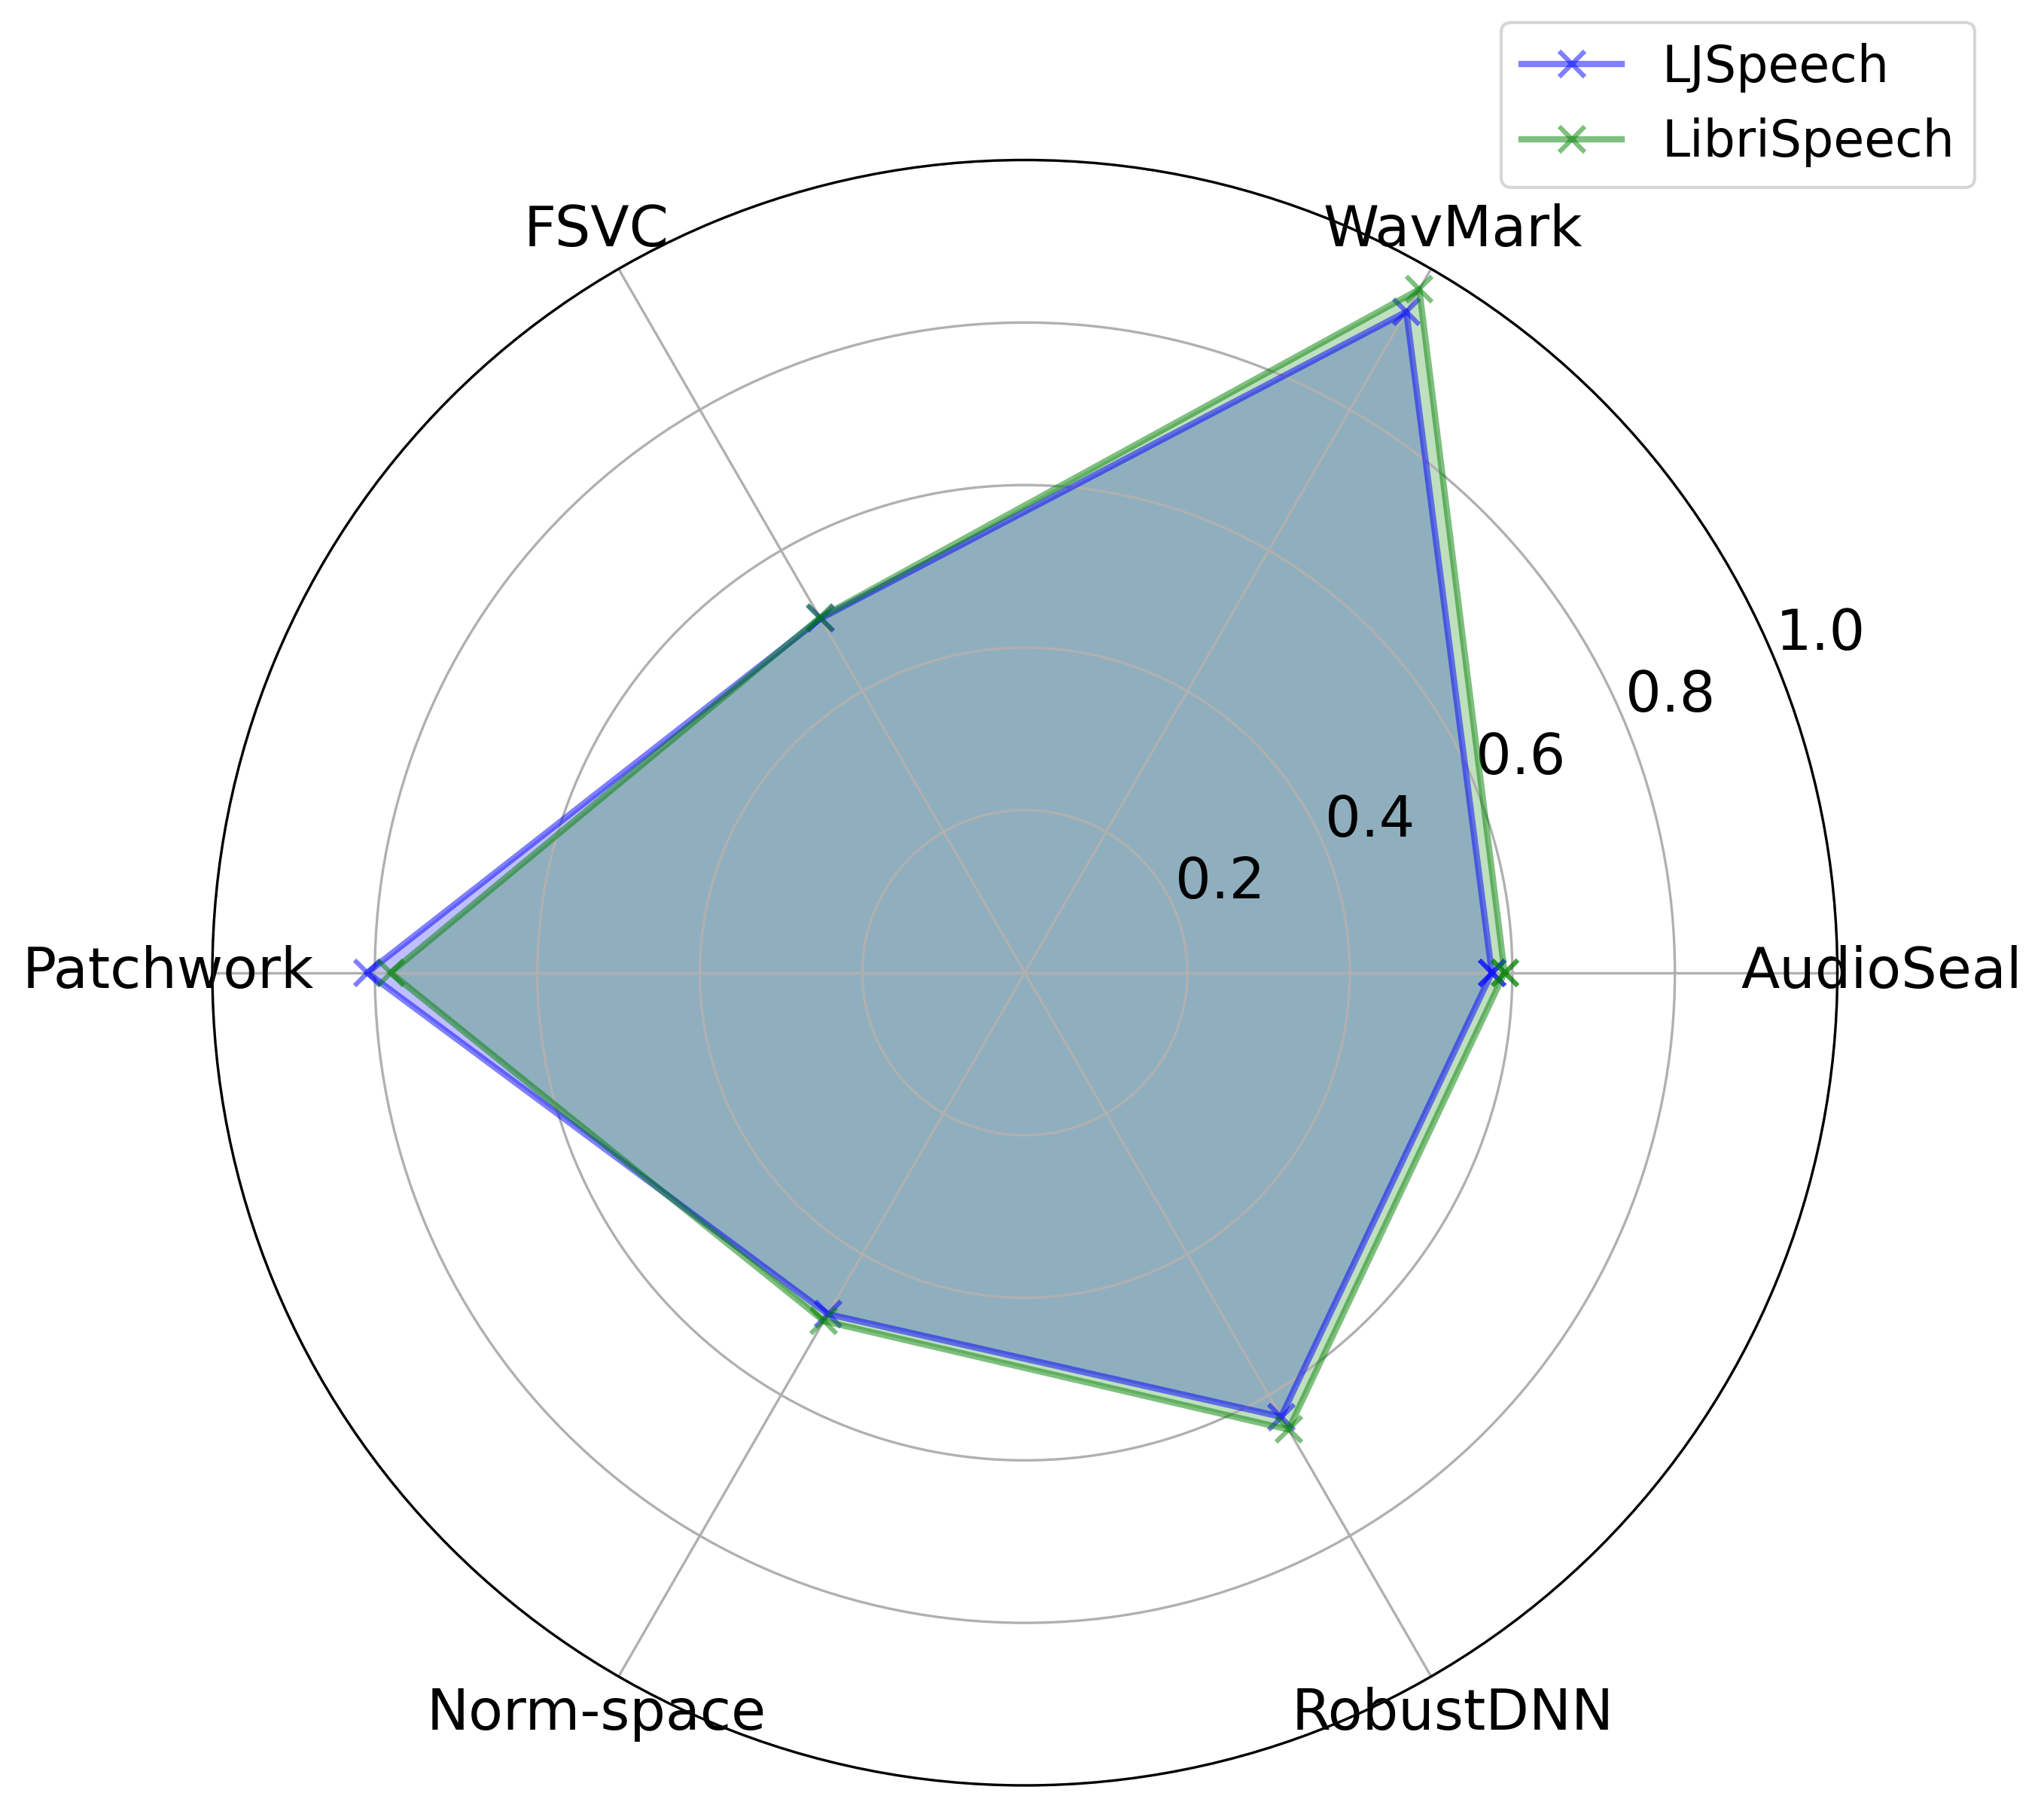 LJSpeech
LibriSpeech
FSVC
WavMark
1.0
0.8
0.6
0.4
0.2
Patchwork
AudioSeal
Norm-space
RobustDNN